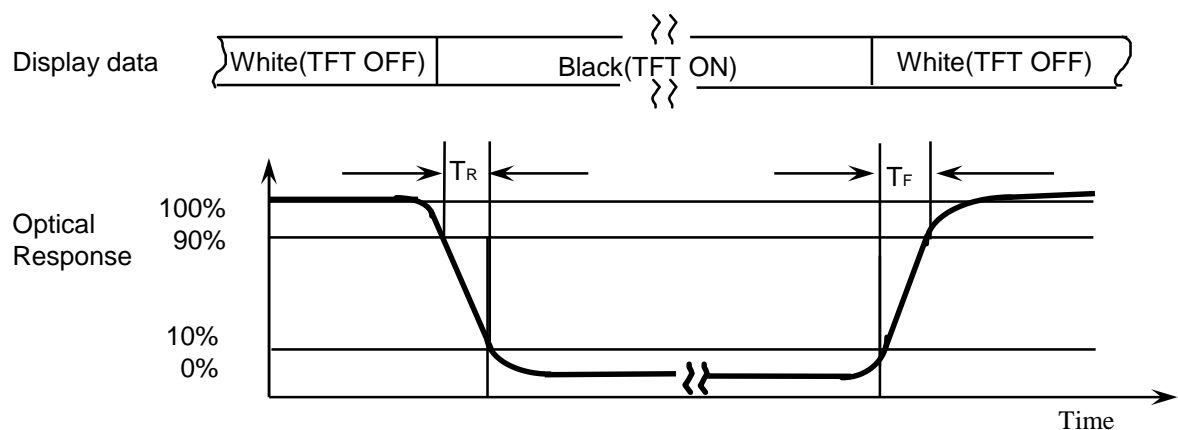 Display data
White(TFT OFF)
Black(TFT ON)
White(TFT OFF)
TR
TF
Optical
Response
100%
90%
10%
0%
Time